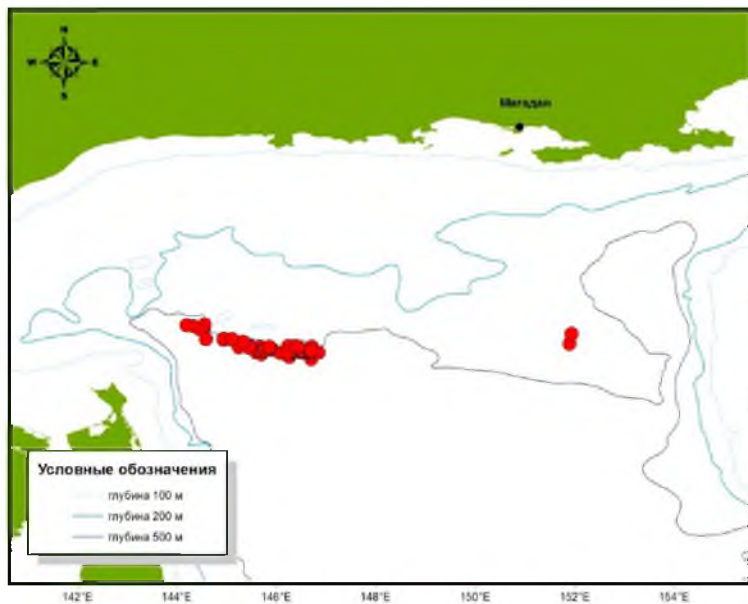 N
W E
S
Магадан
Условные обозначения
глубина 100 м
глубина 200 м
глубина 500 м
142°E 144°E 146°E 148°E 150°E 152°E 154°E